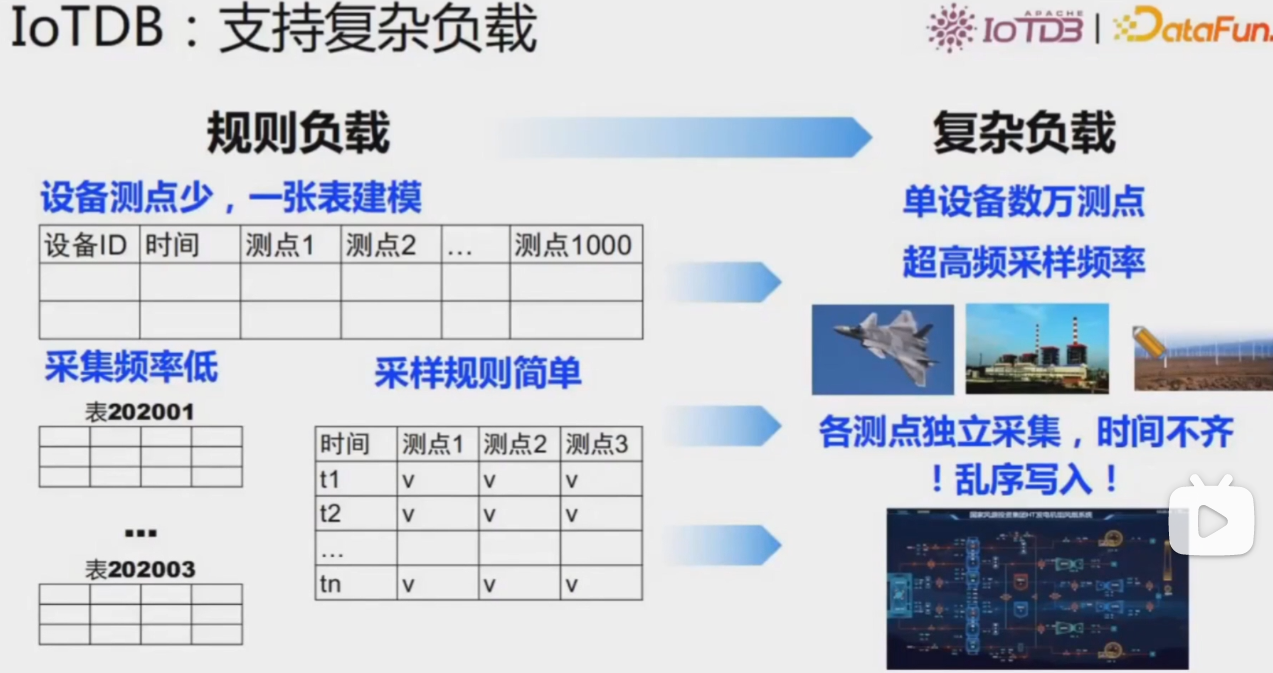 IoTDB：支持复杂负载
APACHE
IoTDB
DataFun.
规则负载
复杂负载
设备测点少，一张表建模
设备ID 时间 测点1 测点2 … 测点1000
采集频率低
表202001
...
表202003
采样规则简单
时间 测点1 测点2 测点3
t1 v v v
t2 v v v
…
tn v v v
单设备数万测点
超高频采样频率
各测点独立采集，时间不齐
！乱序写入！